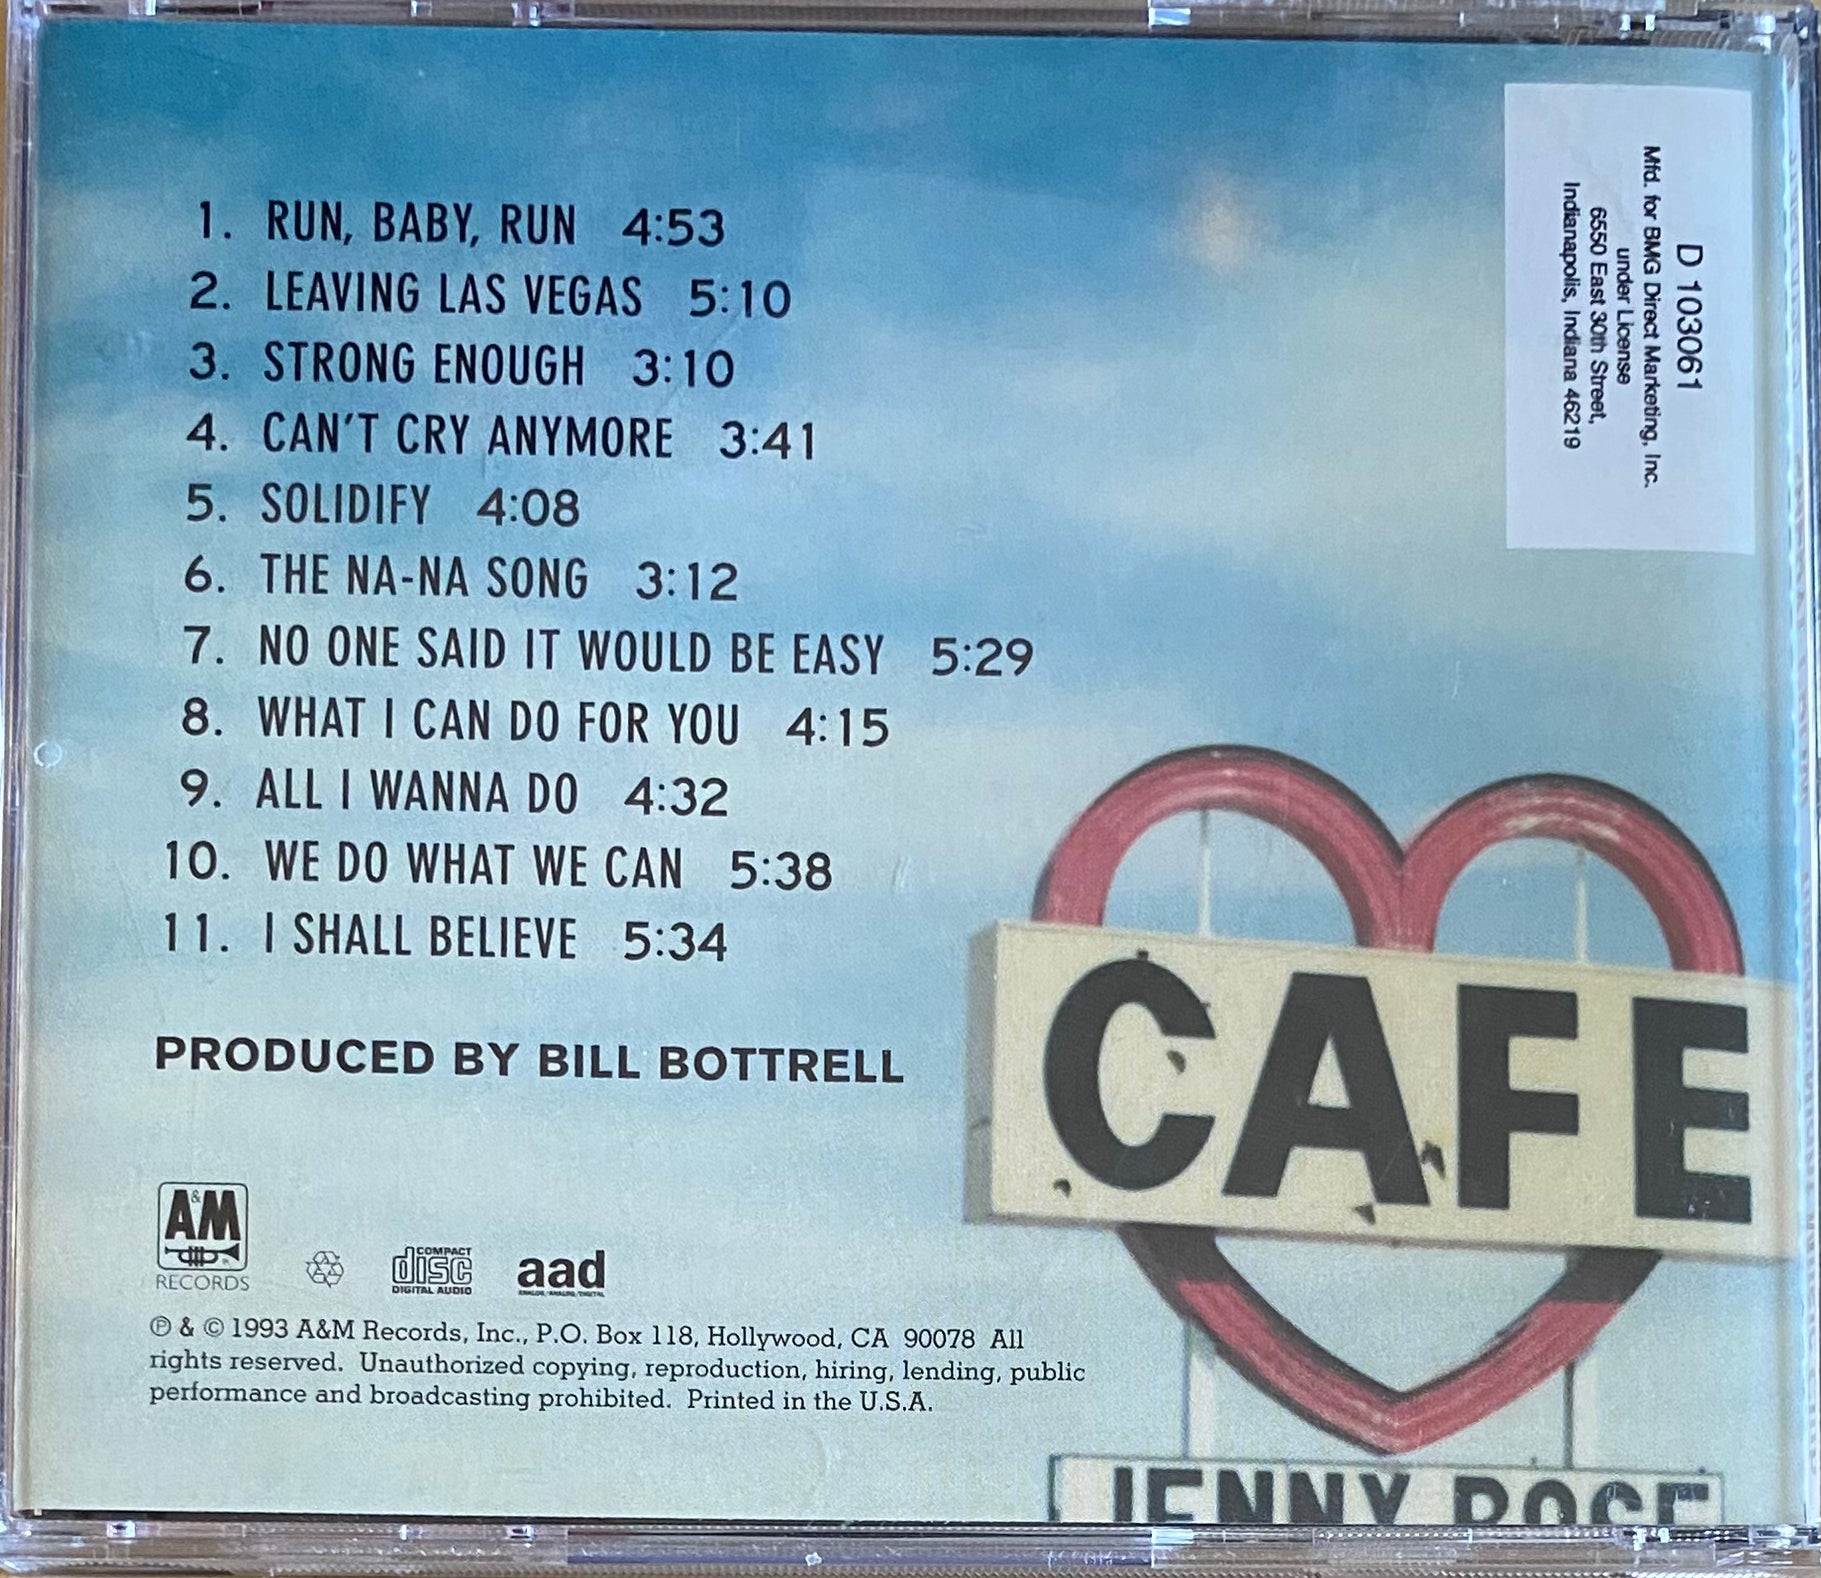 1. RUN, BABY, RUN 4:53
2. LEAVING LAS VEGAS 5:10
3. STRONG ENOUGH 3:10
4. CAN'T CRY ANYMORE 3:41
5. SOLIDIFY 4:08
6. THE NA-NA SONG 3:12
7. NO ONE SAID IT WOULD BE EASY 5:29
8. WHAT I CAN DO FOR YOU 4:15
9. ALL I WANNA DO 4:32
10. WE DO WHAT WE CAN 5:38
11. I SHALL BELIEVE 5:34
PRODUCED BY BILL BOTTRELL
D 103061
Mfd. for BMG Direct Marketing, Inc.
under License
6550 East 30th Street,
Indianapolis, Indiana 46219
CAFE
JENNY ROSE
A&M
RECORDS
COMPACT
disc
DIGITAL AUDIO
aad
ANALOG/ANALOG/DIGITAL
℗ & © 1993 A&M Records, Inc., P.O. Box 118, Hollywood, CA 90078 All
rights reserved. Unauthorized copying, reproduction, hiring, lending, public
performance and broadcasting prohibited. Printed in the U.S.A.